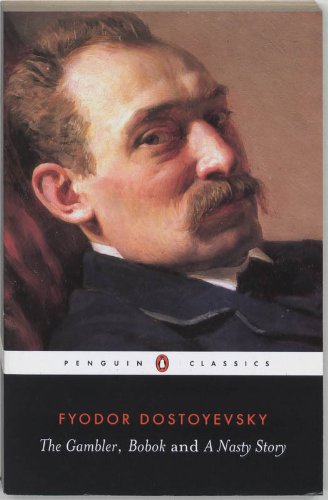 PENGUIN CLASSICS
FYODOR DOSTOYEVSKY
The Gambler, Bobok and A Nasty Story